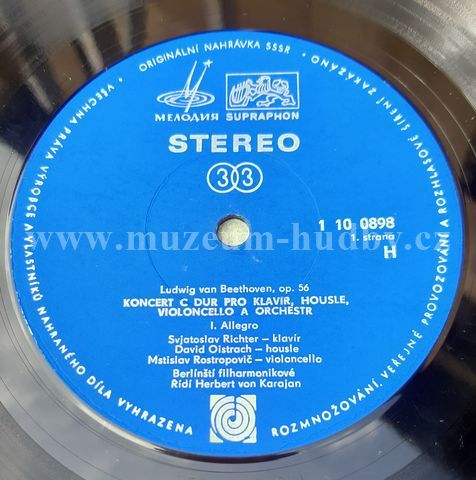 ORIGINÁLNÍ NAHRÁVKA SSSR
VŠECHNA PRÁVA VÝROBCE A VLASTNÍKŮ NAHRANÉHO DÍLA VYHRAZENA
ROZMNOŽOVÁNÍ, VEŘEJNÉ PROVOZOVÁNÍ A ROZHLASOVÉ ŠÍŘENÍ ZAKÁZÁNO
МЕЛОДИЯ SUPRAPHON
STEREO
33
1 10 0898
1. strana
H
www.muzeum-hudby.cz
Ludwig van Beethoven, op. 56
KONCERT C DUR PRO KLAVÍR, HOUSLE,
VIOLONCELLO A ORCHESTR
I. Allegro
Svjatoslav Richter – klavír
David Oistrach – housle
Mstislav Rostropovič – violoncello
Berlínští filharmonikové
Řídí Herbert von Karajan